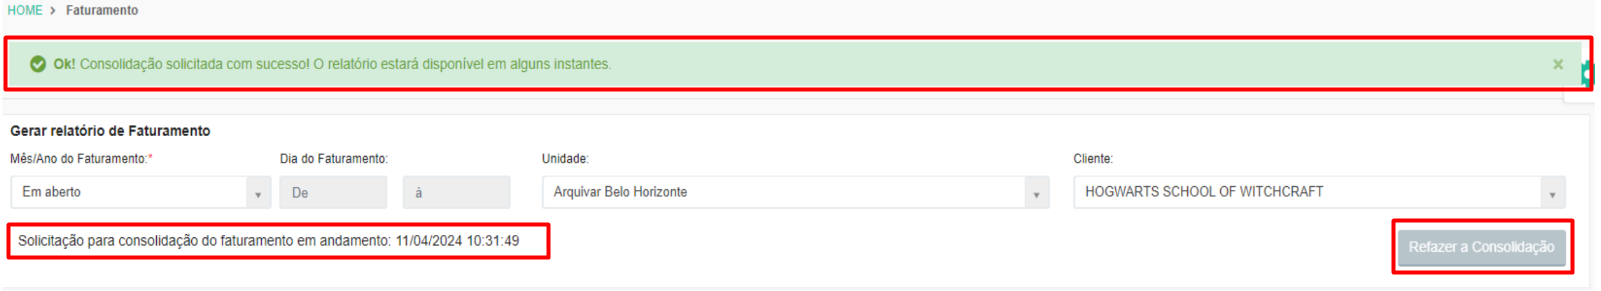 HOME > Faturamento
Ok! Consolidação solicitada com sucesso! O relatório estará disponível em alguns instantes. ×
Gerar relatório de Faturamento
Mês/Ano do Faturamento:* Dia do Faturamento: Unidade: Cliente:
Em aberto De à Arquivar Belo Horizonte HOGWARTS SCHOOL OF WITCHCRAFT
Solicitação para consolidação do faturamento em andamento: 11/04/2024 10:31:49
Refazer a Consolidação